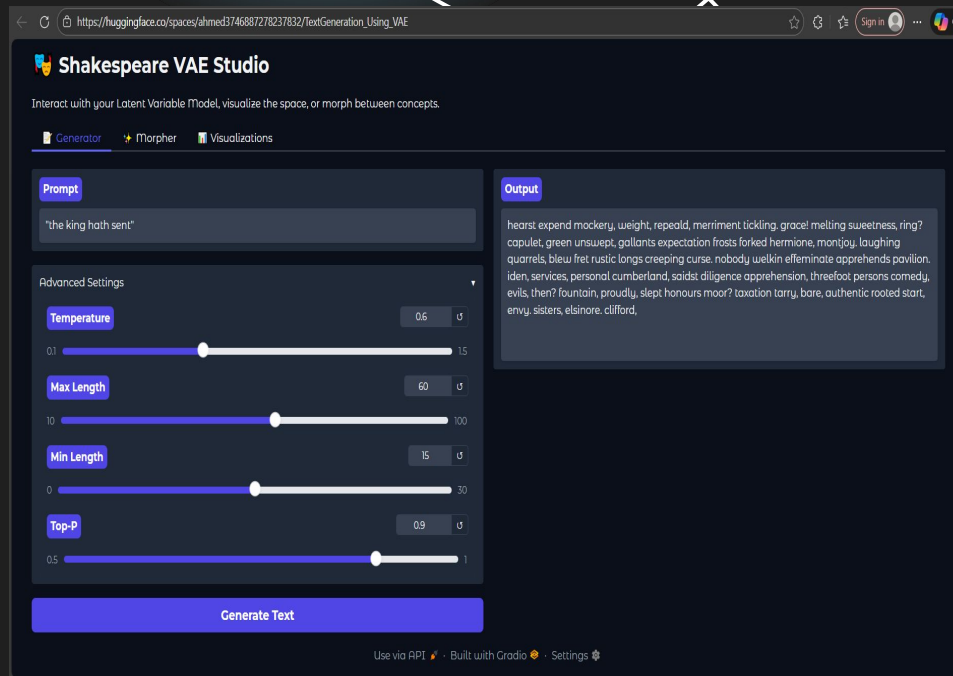 https://huggingface.co/spaces/ahmed3746887278237832/TextGeneration_Using_VAE
Sign in
Shakespeare VAE Studio
Interact with your Latent Variable Model, visualize the space, or morph between concepts.
Generator Morpher Visualizations
Prompt
"the king hath sent"
Advanced Settings
Temperature
0.6
0.1 1.5
Max Length
60
10 100
Min Length
15
0 30
Top-P
0.9
0.5 1
Generate Text
Output
hearst expend mockery, weight, repeald, merriment tickling. grace! melting sweetness, ring?
capulet, green unswept, gallants expectation frosts forked hermione, montjoy. laughing
quarrels, blew fret rustic longs creeping curse. nobody welkin effeminate apprehends pavilion.
iden, services, personal cumberland, saidst diligence apprehension, threefoot persons comedy,
evils, then? fountain, proudly, slept honours moor? taxation tarry, bare, authentic rooted start,
envy. sisters, elsinore. clifford,
Use via API · Built with Gradio · Settings